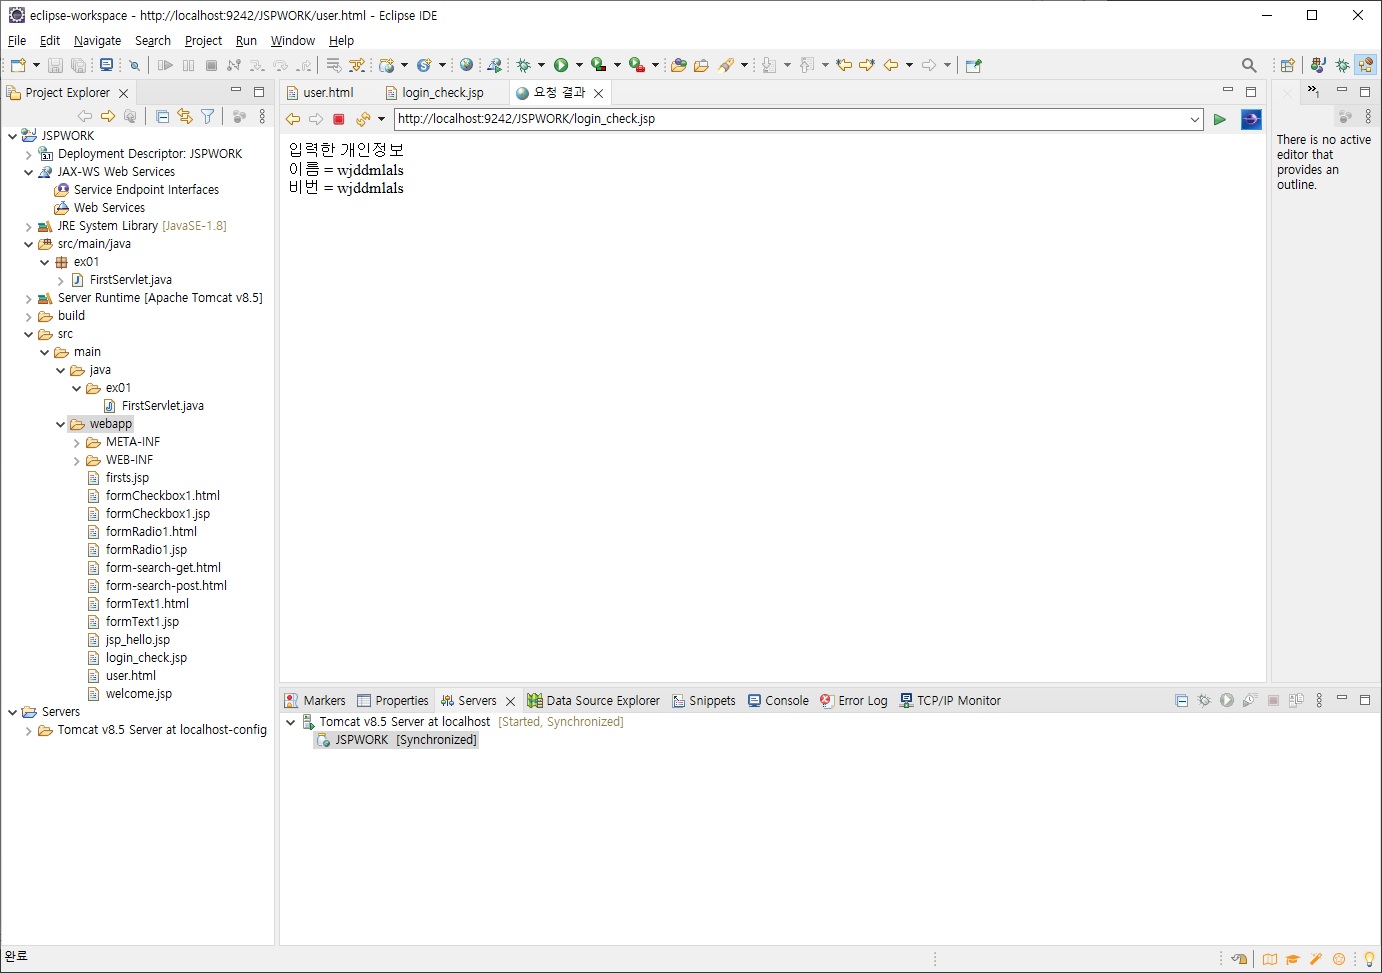 eclipse-workspace - http://localhost:9242/JSPWORK/user.html - Eclipse IDE
File Edit Navigate Search Project Run Window Help
Project Explorer
JSPWORK
Deployment Descriptor: JSPWORK
JAX-WS Web Services
Service Endpoint Interfaces
Web Services
JRE System Library [JavaSE-1.8]
src/main/java
ex01
FirstServlet.java
Server Runtime [Apache Tomcat v8.5]
build
src
main
java
ex01
FirstServlet.java
webapp
META-INF
WEB-INF
firsts.jsp
formCheckbox1.html
formCheckbox1.jsp
formRadio1.html
formRadio1.jsp
form-search-get.html
form-search-post.html
formText1.html
formText1.jsp
jsp_hello.jsp
login_check.jsp
user.html
welcome.jsp
Servers
Tomcat v8.5 Server at localhost-config
user.html login_check.jsp 요청 결과
http://localhost:9242/JSPWORK/login_check.jsp
입력한 개인정보
이름 = wjddmlals
비번 = wjddmlals
»1
There is no active
editor that
provides an
outline.
Markers Properties Servers Data Source Explorer Snippets Console Error Log TCP/IP Monitor
Tomcat v8.5 Server at localhost [Started, Synchronized]
JSPWORK [Synchronized]
완료